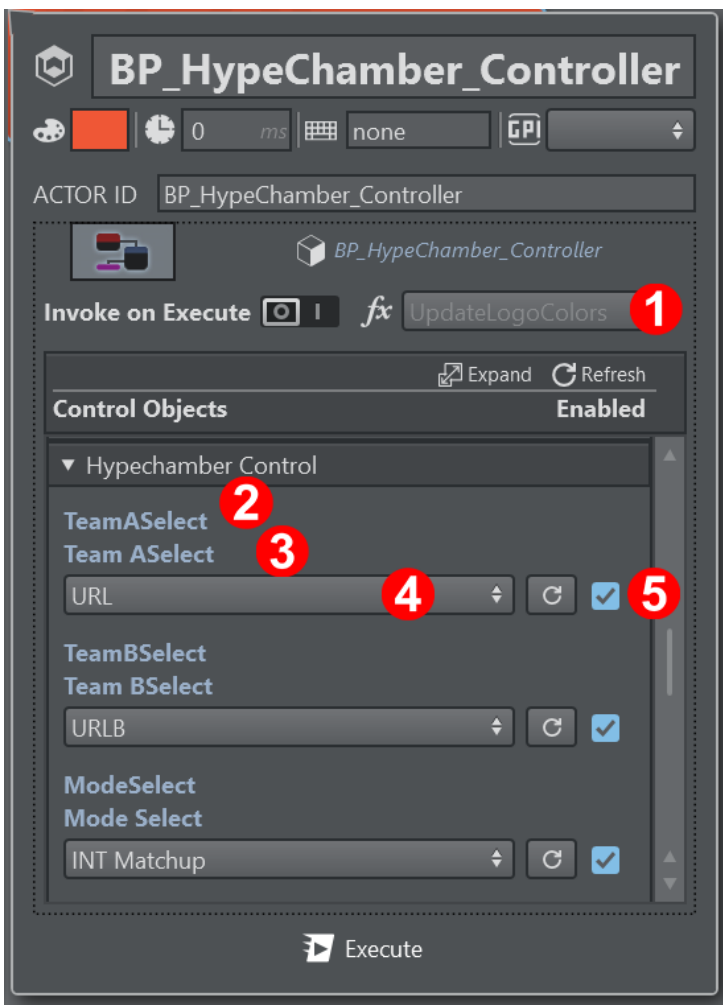 BP_HypeChamber_Controller
0 ms none GPI
ACTOR ID BP_HypeChamber_Controller
BP_HypeChamber_Controller
Invoke on Execute O I fx UpdateLogoColors 1
Expand Refresh
Control Objects Enabled
Hypechamber Control
TeamASelect 2
Team ASelect 3
URL 4 5
TeamBSelect
Team BSelect
URLB
ModeSelect
Mode Select
INT Matchup
Execute